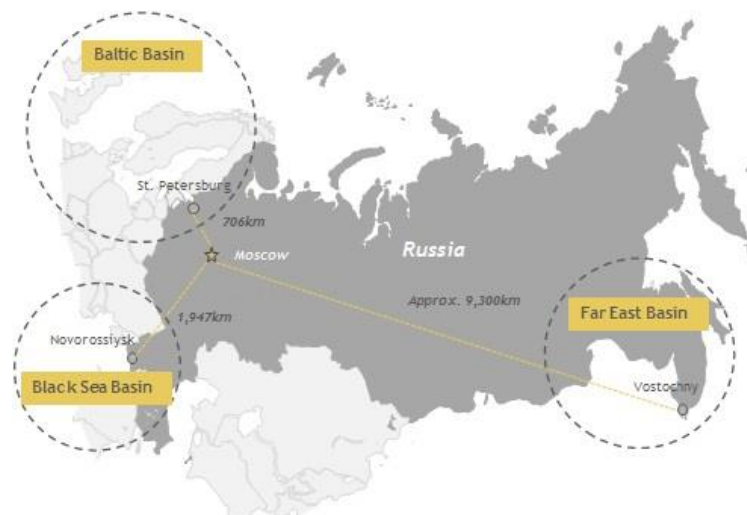 Baltic Basin
St. Petersburg
706km
Moscow
Russia
Approx. 9,300km
Far East Basin
1,947km
Novorossiysk
Black Sea Basin
Vostochny